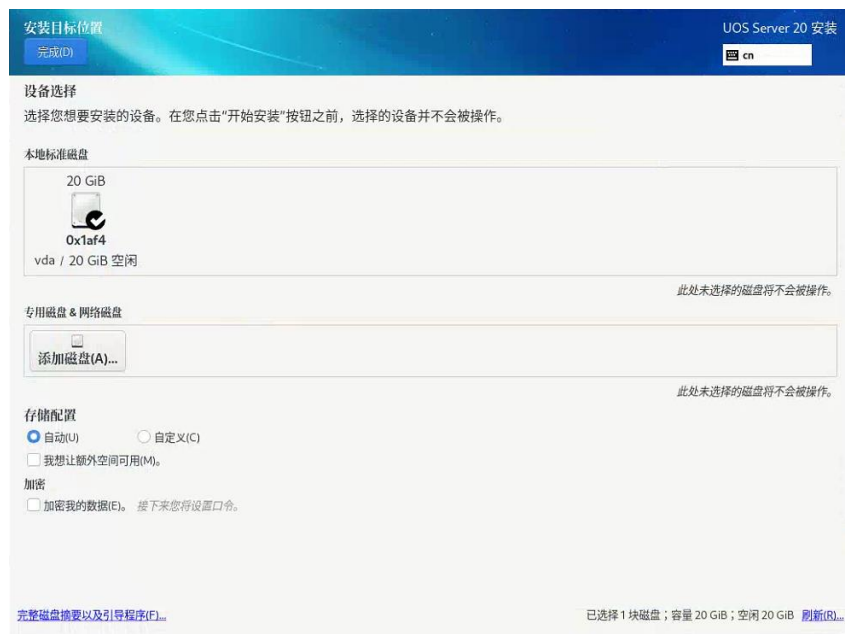 安装目标位置
UOS Server 20 安装
完成(D)
cn
设备选择
选择您想要安装的设备。在您点击“开始安装”按钮之前，选择的设备并不会被操作。
本地标准磁盘
20 GiB
0x1af4
vda / 20 GiB 空闲
此处未选择的磁盘将不会被操作。
专用磁盘 & 网络磁盘
添加磁盘(A)...
此处未选择的磁盘将不会被操作。
存储配置
自动(U) 自定义(C)
我想让额外空间可用(M)。
加密
加密我的数据(E)。 接下来您将设置口令。
完整磁盘摘要以及引导程序(F)... 已选择 1 块磁盘；容量 20 GiB；空闲 20 GiB 刷新(R)...